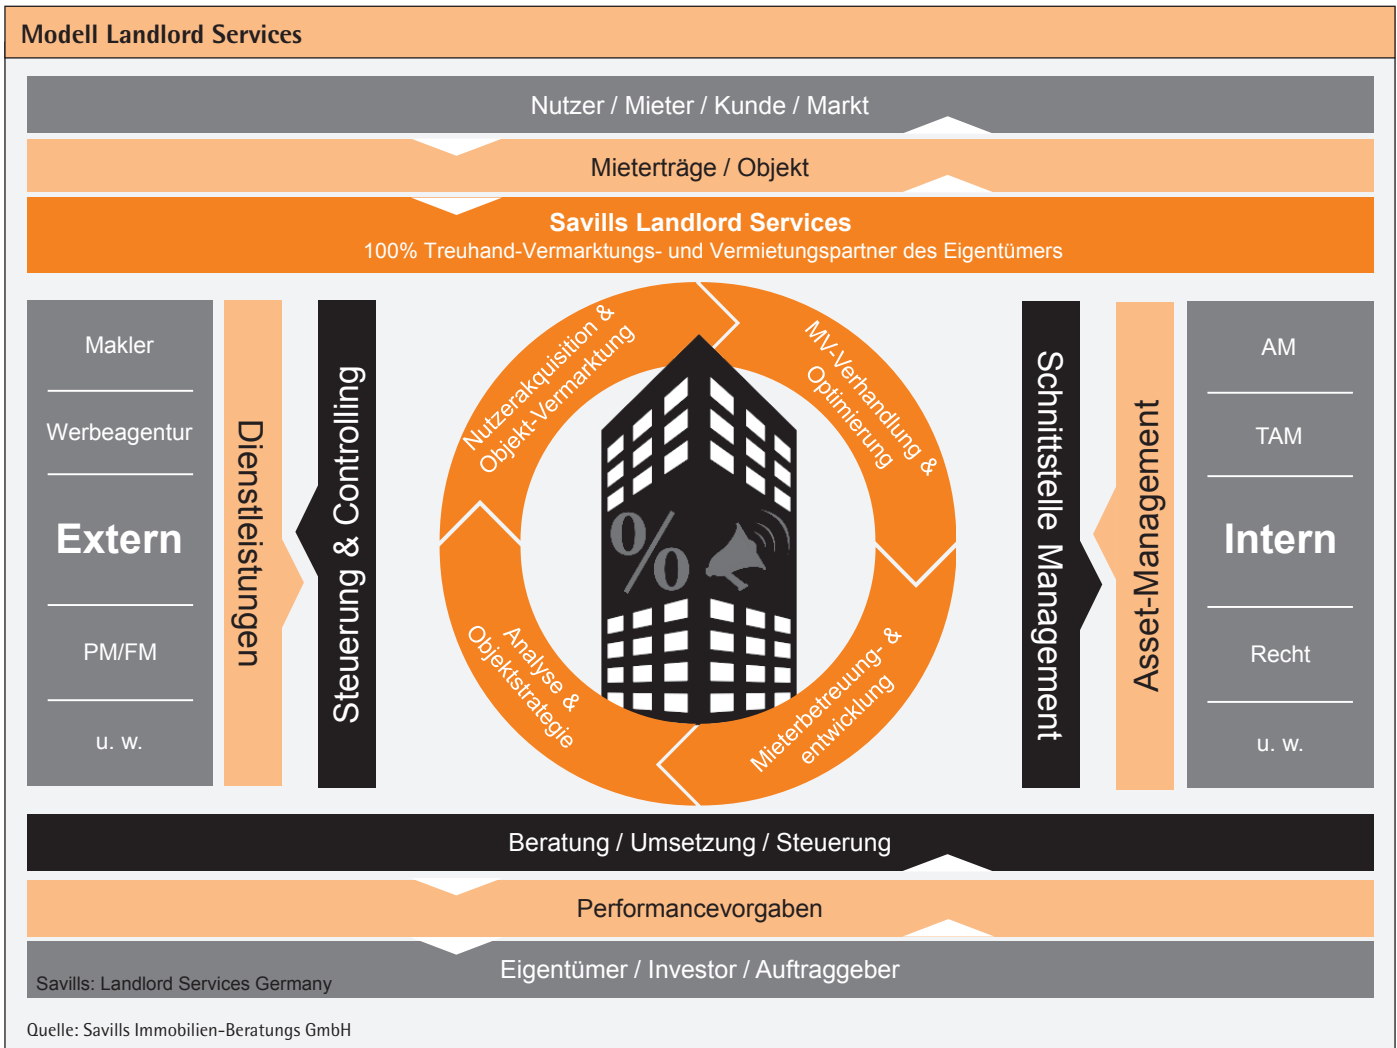 Modell Landlord Services
Nutzer / Mieter / Kunde / Markt
Mieterträge / Objekt
Savills Landlord Services
100% Treuhand-Vermarktungs- und Vermietungspartner des Eigentümers
Makler
Werbeagentur
Extern
PM/FM
u. w.
Dienstleistungen
Steuerung & Controlling
Nutzerakquisition &
Objekt-Vermarktung
MV-Verhandlung &
Optimierung
%
Analyse &
Objektstrategie
Mieterbetreuung- &
entwicklung
Schnittstelle Management
Asset-Management
AM
TAM
Intern
Recht
u. w.
Beratung / Umsetzung / Steuerung
Performancevorgaben
Eigentümer / Investor / Auftraggeber
Savills: Landlord Services Germany
Quelle: Savills Immobilien-Beratungs GmbH